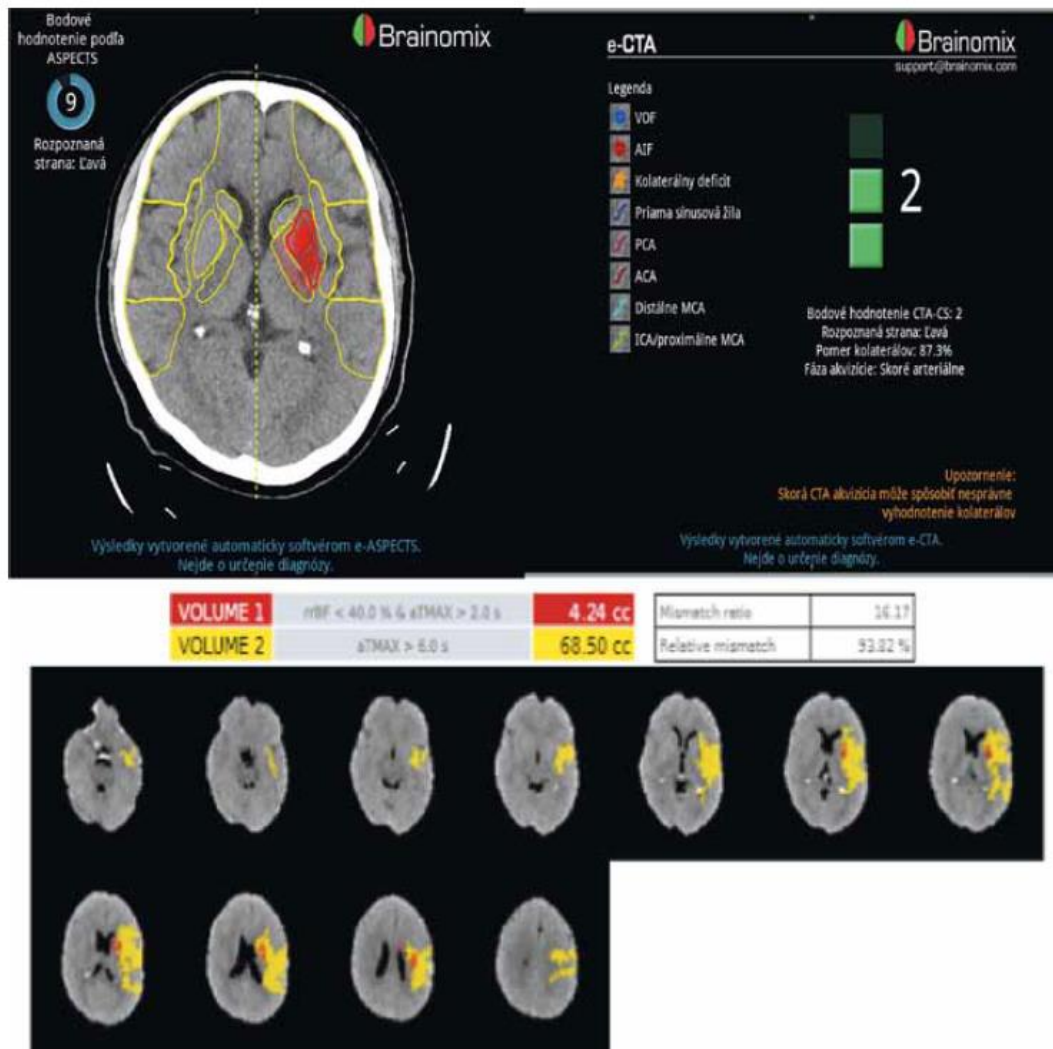 Bodové
hodnotenie podľa
ASPECTS
9
Rozpoznaná
strana: Ľavá
Brainomix
Výsledky vytvorené automaticky softvérom e-ASPECTS.
Nejde o určenie diagnózy.
e-CTA
Brainomix
support@brainomix.com
Legenda
VOF
AIF
Kolaterálny deficit
Priama sínusová žila
PCA
ACA
Distálne MCA
ICA/proximálne MCA
2
Bodové hodnotenie CTA-CS: 2
Rozpoznaná strana: Ľavá
Pomer kolaterálov: 87.3%
Fáza akvizície: Skoré arteriálne
Upozornenie:
Skorá CTA akvizícia môže spôsobiť nesprávne
vyhodnotenie kolaterálov
Výsledky vytvorené automaticky softvérom e-CTA.
Nejde o určenie diagnózy.
VOLUME 1 rrBF < 40.0 % & aTMAX > 2.0 s 4.24 cc
VOLUME 2 aTMAX > 6.0 s 68.50 cc
Mismatch ratio 16.17
Relative mismatch 93.82 %